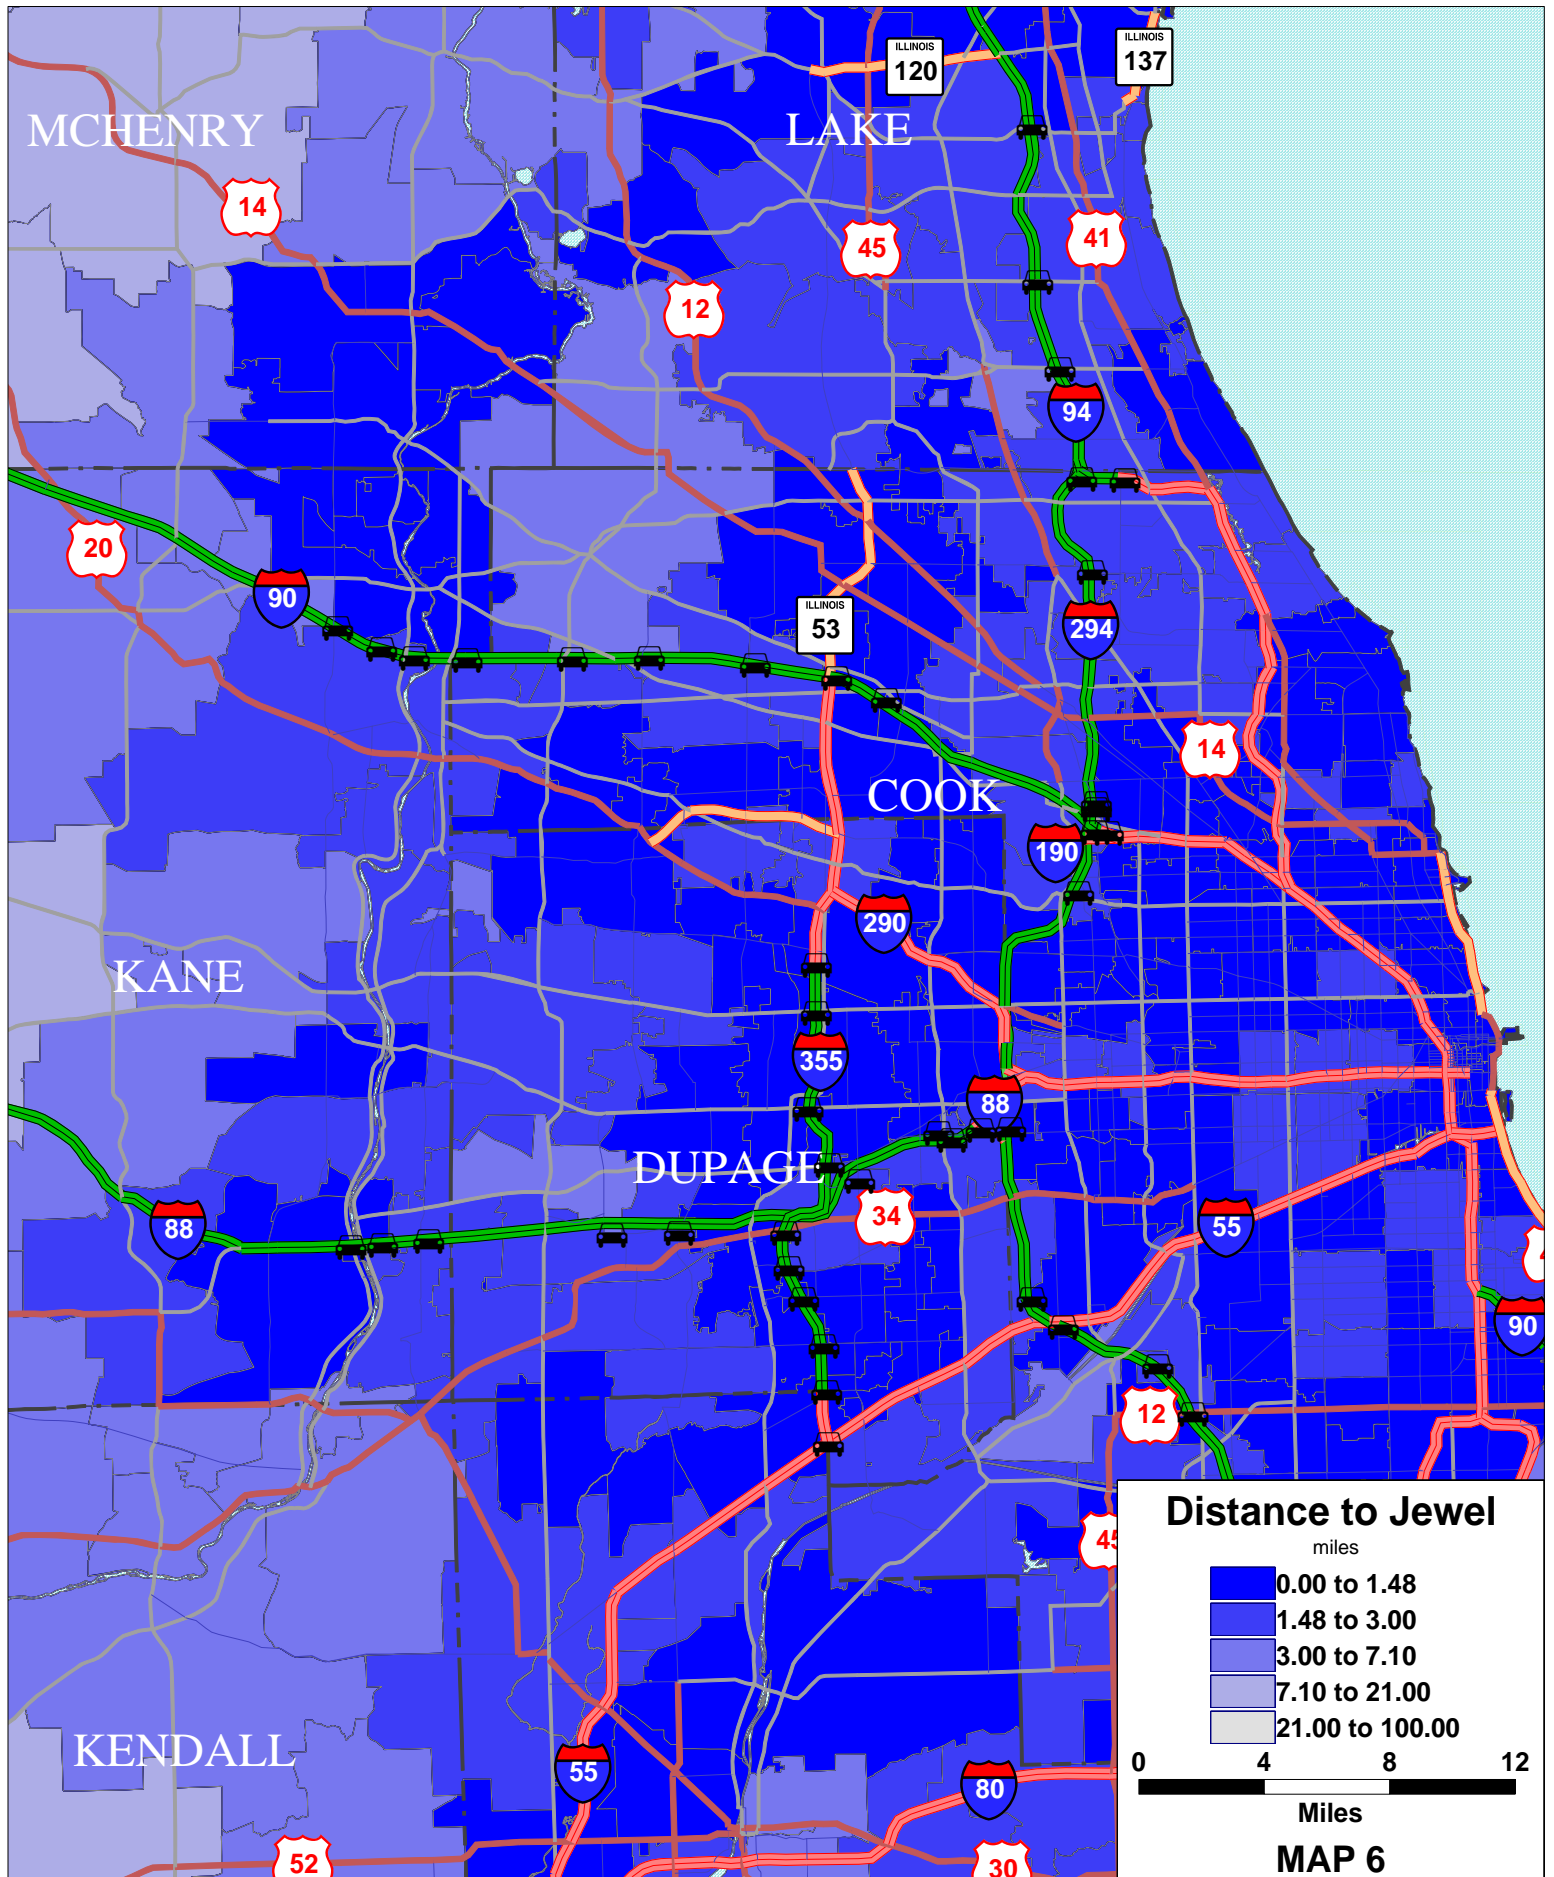 ILLINOIS
137
ILLINOIS
120
MCHENRY
LAKE
14
45
41
12
94
20
90
ILLINOIS
53
294
14
COOK
190
290
KANE
355
88
DUPAGE
88
34
55
90
12
45
Distance to Jewel
miles
0.00 to 1.48
1.48 to 3.00
3.00 to 7.10
7.10 to 21.00
21.00 to 100.00
0 4 8 12
Miles
MAP 6
KENDALL
55
80
52
30